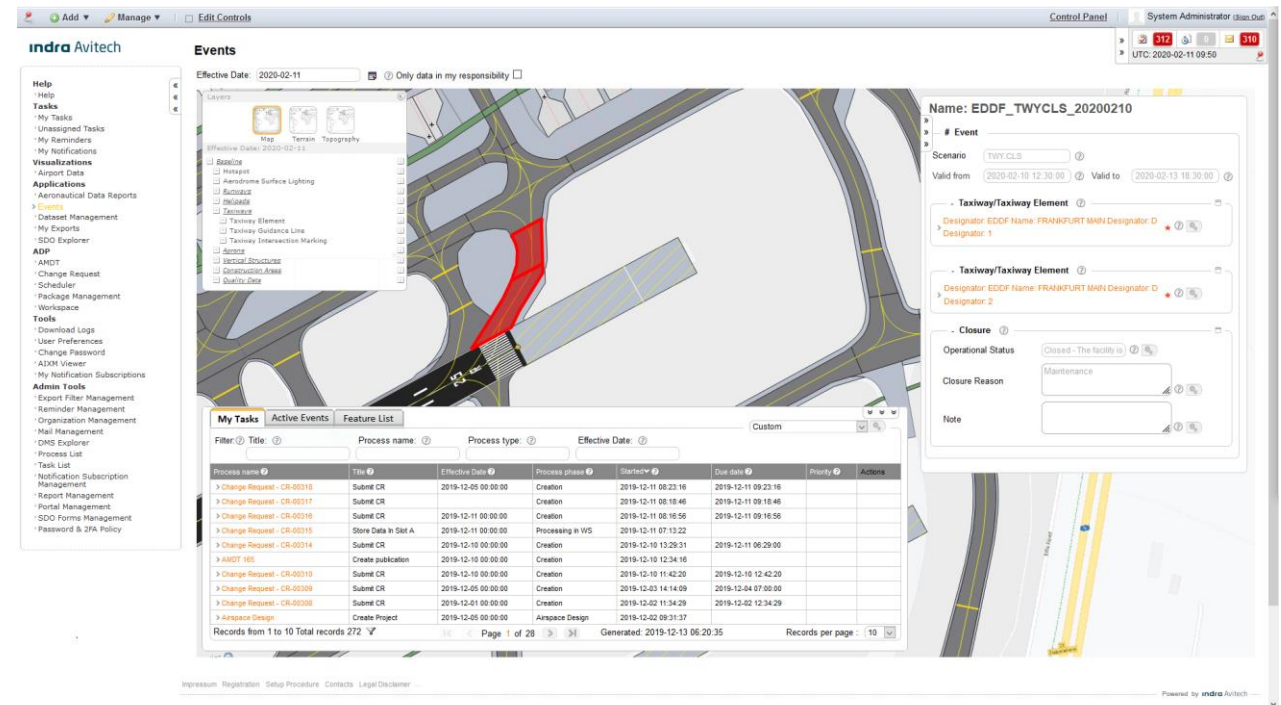 Add ▼ Manage ▼ Edit Controls Control Panel System Administrator (Sign Out)
indra Avitech
312 0 310
UTC: 2020-02-11 09:50
Events
Effective Date: 2020-02-11 Only data in my responsibility
Help
Help
Tasks
My Tasks
Unassigned Tasks
My Reminders
My Notifications
Visualizations
Airport Data
Applications
Aeronautical Data Reports
Events
Dataset Management
My Exports
SDO Explorer
ADP
AMDT
Change Request
Scheduler
Package Management
Workspace
Tools
Download Logs
User Preferences
Change Password
AIXM Viewer
My Notification Subscriptions
Admin Tools
Export Filter Management
Reminder Management
Organization Management
Mail Management
DMS Explorer
Process List
Task List
Notification Subscription
Management
Report Management
Portal Management
SDO Forms Management
Password & 2FA Policy
Layers
Map Terrain Topography
Effective Date: 2020-02-11
Baseline
Hotspot
Aerodrome Surface Lighting
Runways
Helipads
Taxiways
Taxiway Element
Taxiway Guidance Line
Taxiway Intersection Marking
Aprons
Vertical Structures
Construction Areas
Quality Data
Name: EDDF_TWYCLS_20200210
# Event
Scenario TWY.CLS
Valid from 2020-02-10 12:30:00 Valid to 2020-02-13 18:30:00
- Taxiway/Taxiway Element
Designator: EDDF Name: FRANKFURT MAIN Designator: D
Designator: 1
- Taxiway/Taxiway Element
Designator: EDDF Name: FRANKFURT MAIN Designator: D
Designator: 2
- Closure
Operational Status Closed - The facility is
Closure Reason Maintenance
Note
My Tasks Active Events Feature List
Custom
Filter: Title: Process name: Process type: Effective Date:
Process name Title Effective Date Process phase Started Due date Priority Actions
Change Request - CR-00318 Submit CR 2019-12-05 00:00:00 Creation 2019-12-11 08:23:16 2019-12-11 09:23:16
Change Request - CR-00317 Submit CR Creation 2019-12-11 08:18:46 2019-12-11 09:18:46
Change Request - CR-00316 Submit CR 2019-12-11 00:00:00 Creation 2019-12-11 08:16:56 2019-12-11 09:16:56
Change Request - CR-00315 Store Data In Slot A 2019-12-11 00:00:00 Processing in WS 2019-12-11 07:13:22
Change Request - CR-00314 Submit CR 2019-12-10 00:00:00 Creation 2019-12-10 13:29:31 2019-12-11 06:29:00
AMDT 165 Create publication 2019-12-10 00:00:00 Creation 2019-12-10 12:34:16
Change Request - CR-00310 Submit CR 2019-12-10 00:00:00 Creation 2019-12-10 11:42:20 2019-12-10 12:42:20
Change Request - CR-00309 Submit CR 2019-12-05 00:00:00 Creation 2019-12-03 14:14:09 2019-12-04 07:00:00
Change Request - CR-00308 Submit CR 2019-12-01 00:00:00 Creation 2019-12-02 11:34:29 2019-12-02 12:34:29
Airspace Design Create Project 2019-12-05 00:00:00 Airspace Design 2019-12-02 09:31:37
Records from 1 to 10 Total records 272 Page 1 of 28 Generated: 2019-12-13 06:20:35 Records per page : 10
Impressum Registration Setup Procedure Contacts Legal Disclaimer ...
Powered by indra Avitech